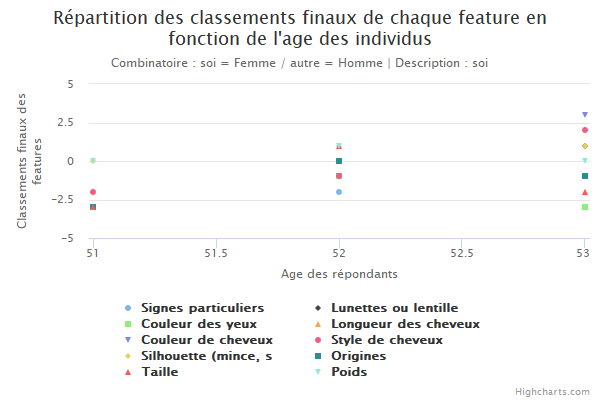 Répartition des classements finaux de chaque feature en
fonction de l'age des individus
Combinatoire : soi = Femme / autre = Homme | Description : soi
Classements finaux des
features
5
2.5
0
−2.5
−5
51
51.5
52
52.5
53
Age des répondants
Signes particuliers
Couleur des yeux
Couleur de cheveux
Silhouette (mince, s
Taille
Lunettes ou lentille
Longueur des cheveux
Style de cheveux
Origines
Poids
Highcharts.com